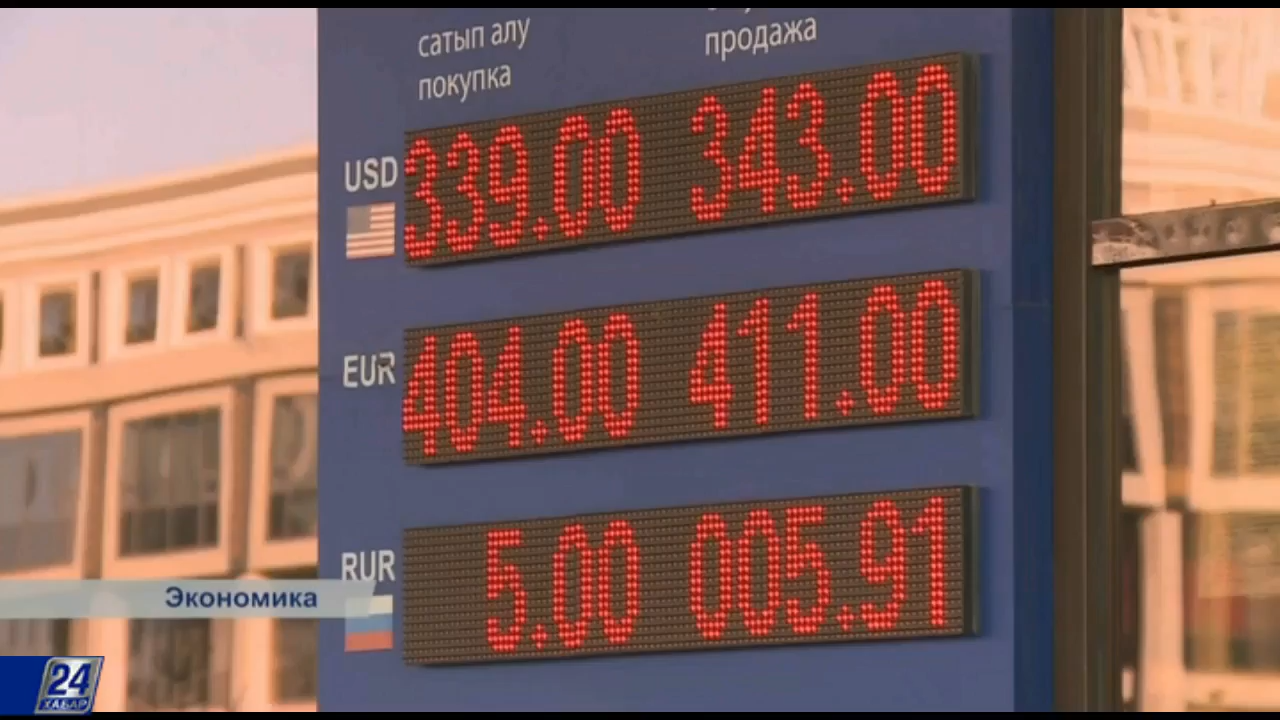 сатып алу
продажа
покупка
USD 339.00 343.00
EUR 404.00 411.00
RUR 5.00 005.91
Экономика
24
ХАБАР